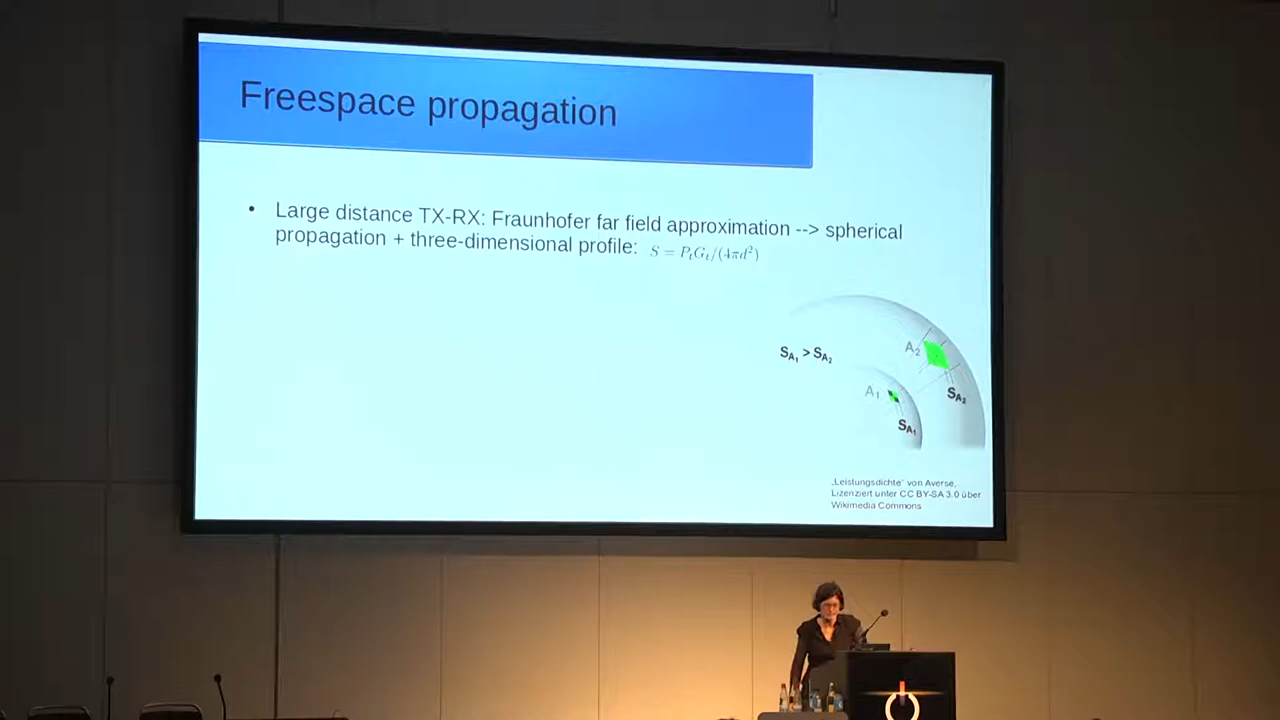 Freespace propagation
• Large distance TX-RX: Fraunhofer far field approximation --> spherical
propagation + three-dimensional profile: S = PₜGₜ/(4πd²)
S_A₁ > S_A₂
A₂
S_A₂
A₁
S_A₁
„Leistungsdichte“ von Averse,
Lizenziert unter CC BY-SA 3.0 über
Wikimedia Commons